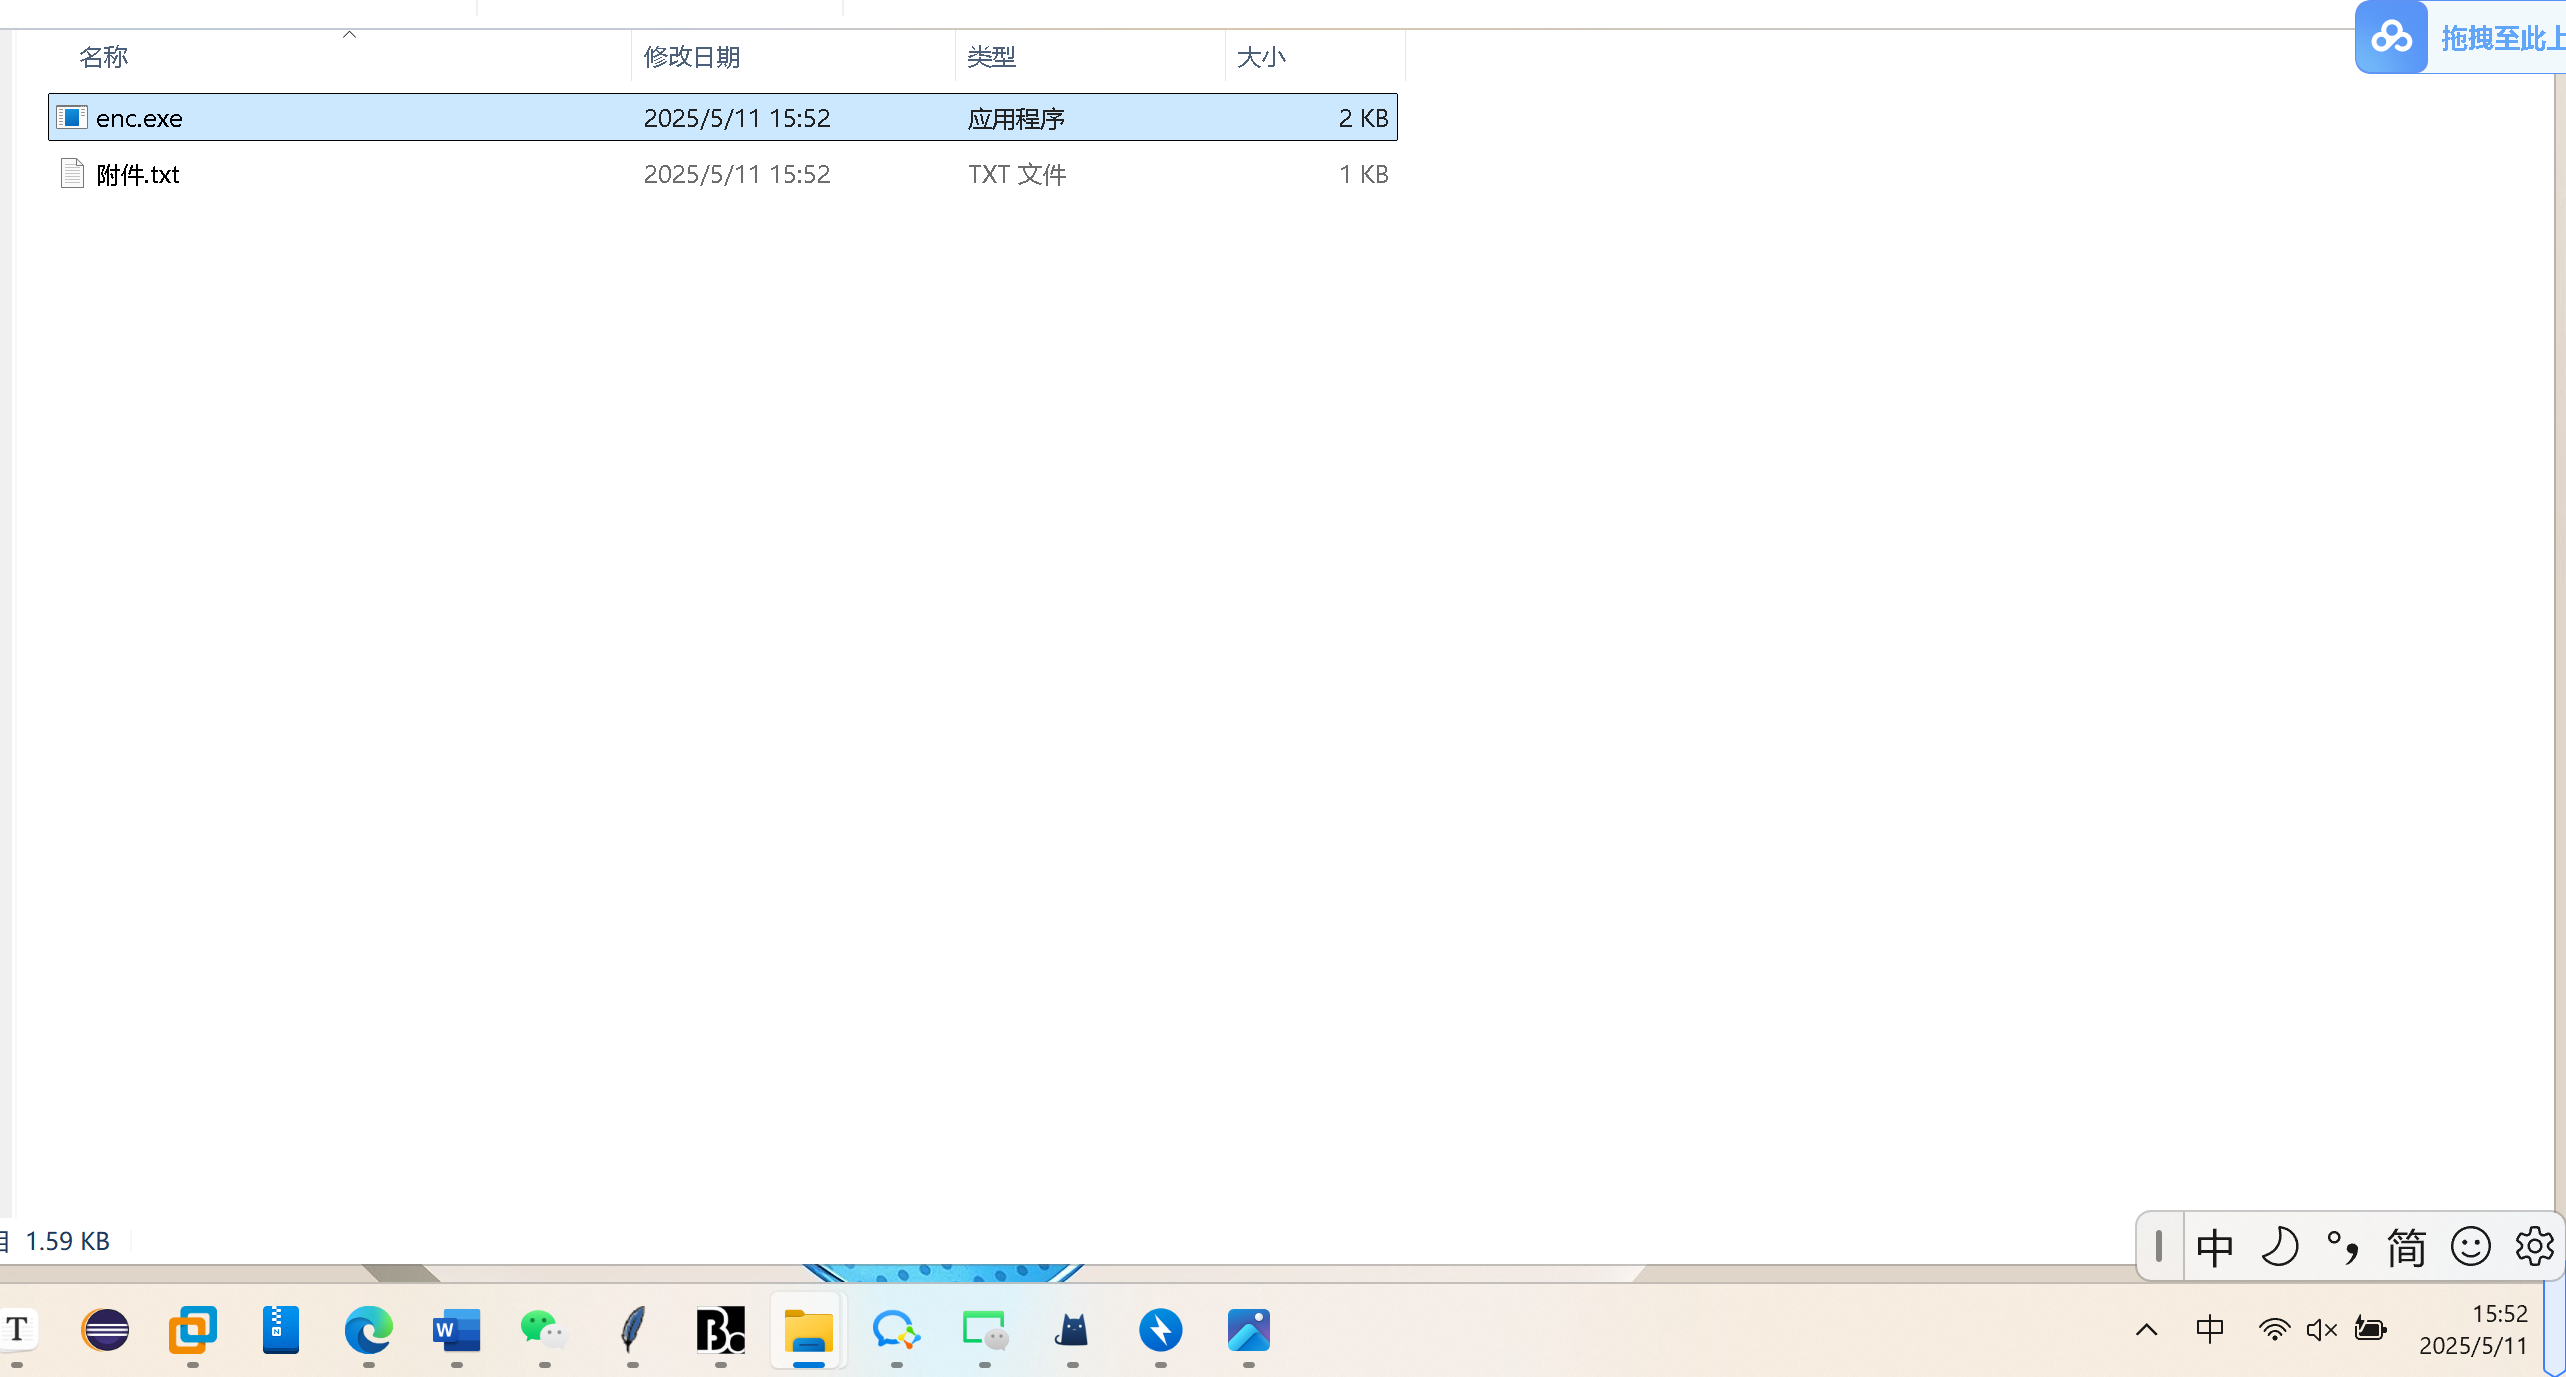 名称 修改日期 类型 大小
拖拽至此上
enc.exe 2025/5/11 15:52 应用程序 2 KB
附件.txt 2025/5/11 15:52 TXT 文件 1 KB
1.59 KB
中 简
T W N Bc 中 15:52
2025/5/11